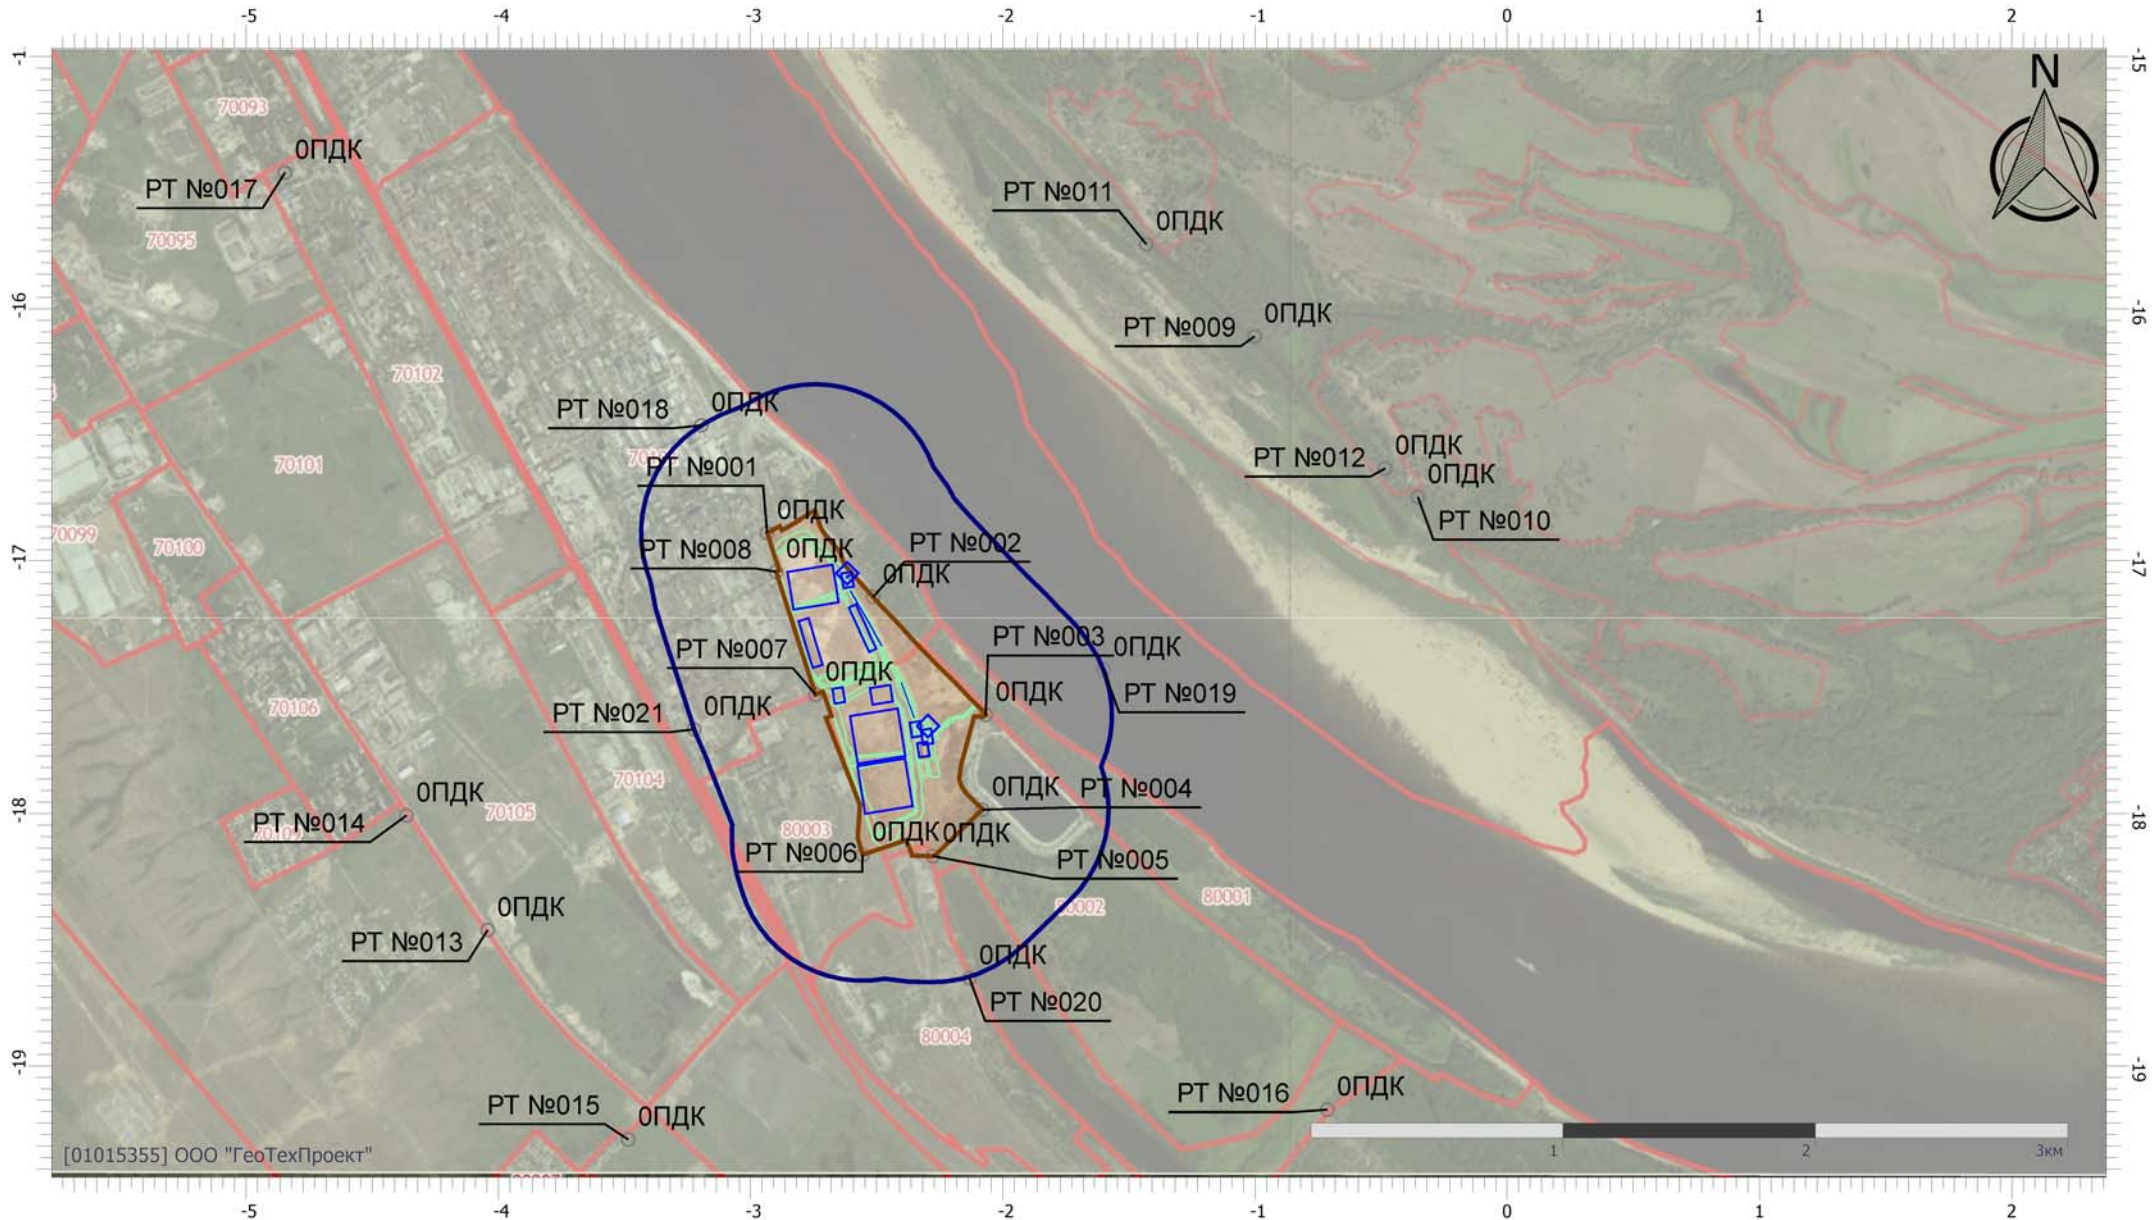 -5 -4 -3 -2 -1 0 1 2
-1 -15
N
70093
0ПДК
РТ №017
РТ №011
0ПДК
70095
-16 -16
0ПДК
РТ №009
70102
РТ №018 0ПДК
0ПДК
РТ №012
70101
РТ №001
0ПДК
0ПДК
РТ №010
70099
70100
РТ №008 0ПДК
РТ №002
0ПДК
-17 -17
РТ №003 0ПДК
РТ №007
0ПДК
0ПДК
РТ №019
70106
РТ №021
0ПДК
70104
0ПДК
РТ №014
70109
70105
0ПДК
РТ №004
-18 -18
80003
0ПДК 0ПДК
РТ №006
РТ №005
80002
80001
0ПДК
РТ №013
0ПДК
РТ №020
80004
-19 -19
РТ №015
0ПДК
РТ №016
0ПДК
1 2 3км
[01015355] ООО "ГеоТехПроект"
-5 -4 -3 -2 -1 0 1 2